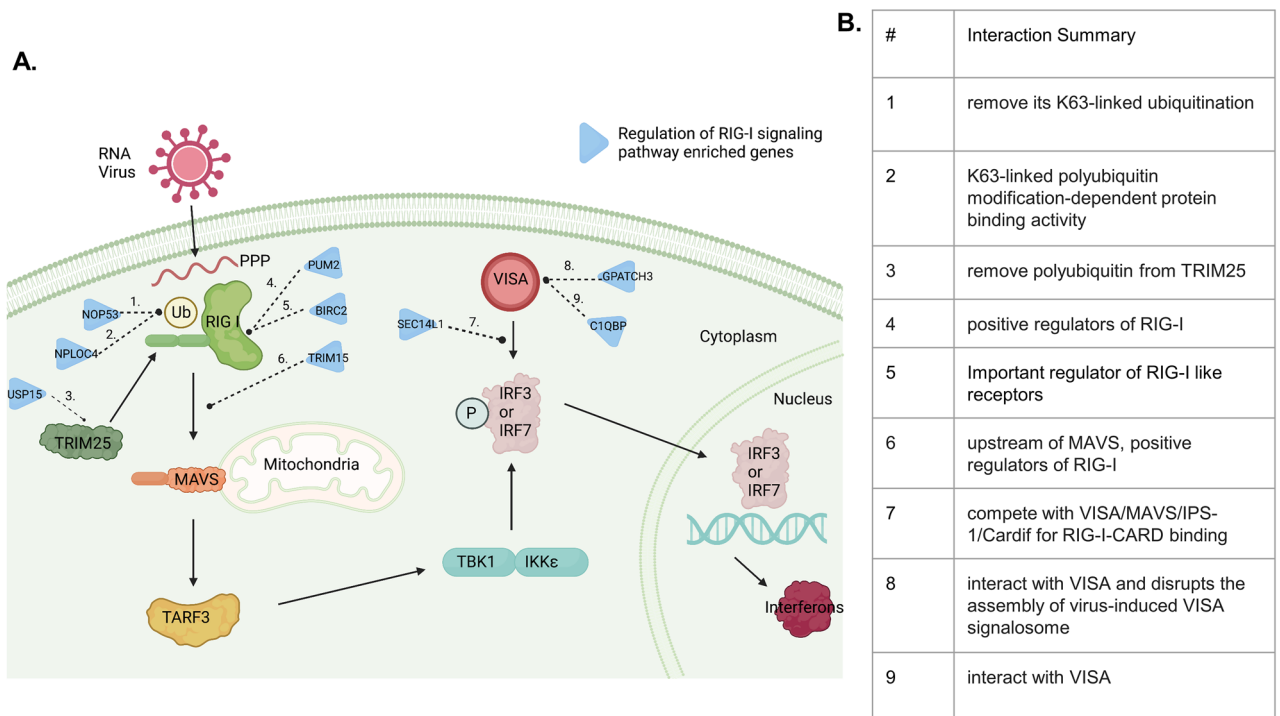 A.
RNA
Virus
Regulation of RIG-I signaling
pathway enriched genes
PPP
PUM2
4.
NOP53
1.
Ub
RIG I
5.
BIRC2
2.
NPLOC4
6.
TRIM15
USP15
3.
TRIM25
MAVS
Mitochondria
TARF3
VISA
8.
GPATCH3
9.
C1QBP
SEC14L1
7.
Cytoplasm
P
IRF3
or
IRF7
Nucleus
IRF3
or
IRF7
TBK1
IKKε
Interferons
B.
# Interaction Summary
1 remove its K63-linked ubiquitination
2 K63-linked polyubiquitin
modification-dependent protein
binding activity
3 remove polyubiquitin from TRIM25
4 positive regulators of RIG-I
5 Important regulator of RIG-I like
receptors
6 upstream of MAVS, positive
regulators of RIG-I
7 compete with VISA/MAVS/IPS-
1/Cardif for RIG-I-CARD binding
8 interact with VISA and disrupts the
assembly of virus-induced VISA
signalosome
9 interact with VISA